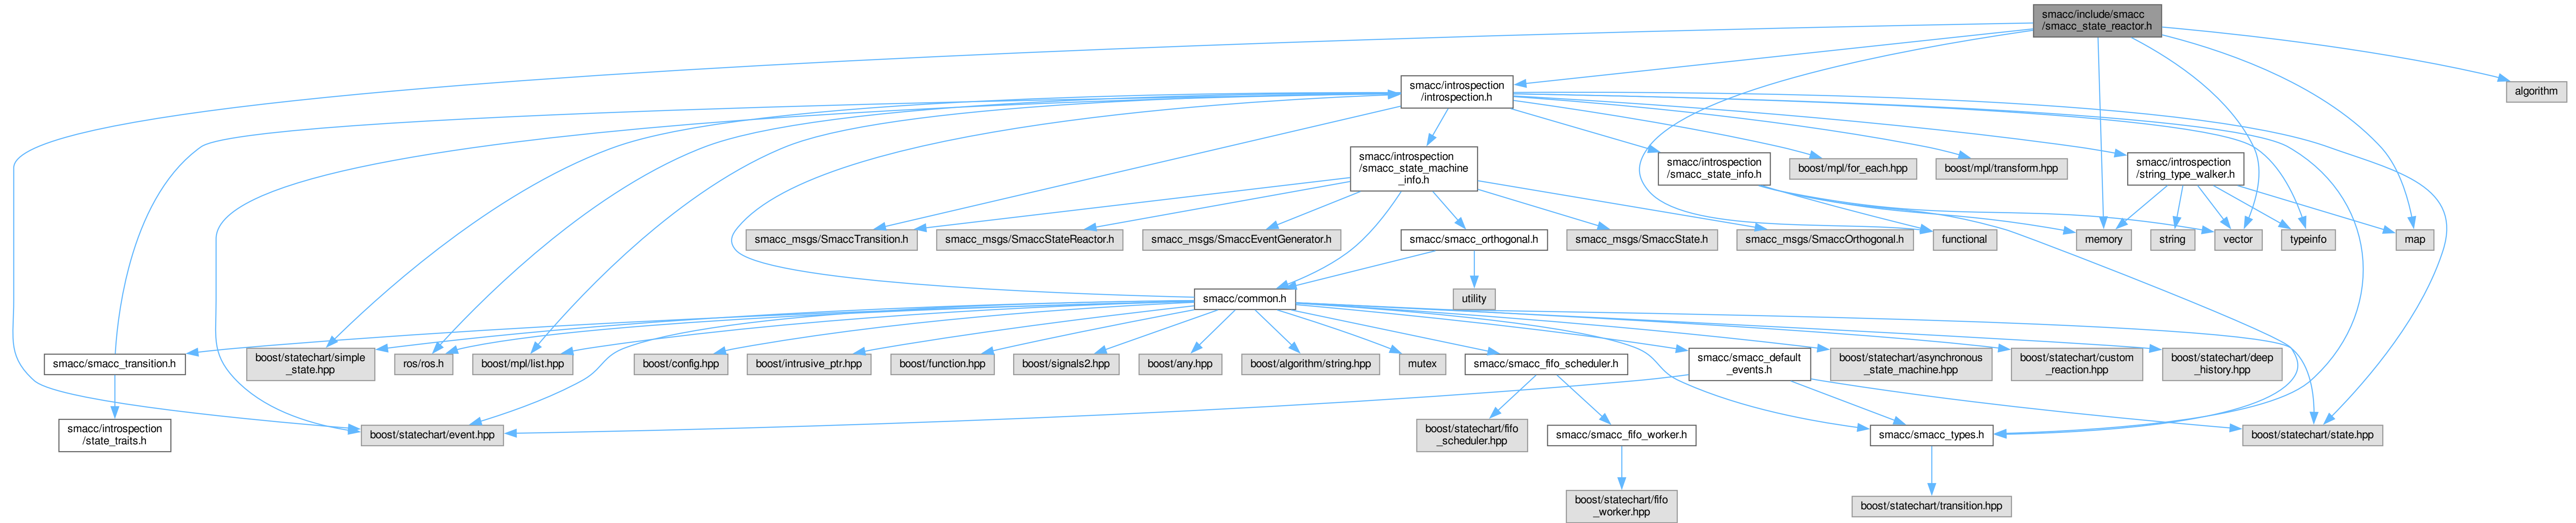 smacc/include/smacc
/smacc_state_reactor.h
smacc/introspection
/introspection.h
algorithm
smacc/introspection
/smacc_state_machine
_info.h
smacc/introspection
/smacc_state_info.h
boost/mpl/for_each.hpp
boost/mpl/transform.hpp
smacc/introspection
/string_type_walker.h
smacc_msgs/SmaccTransition.h
smacc_msgs/SmaccStateReactor.h
smacc_msgs/SmaccEventGenerator.h
smacc/smacc_orthogonal.h
smacc_msgs/SmaccState.h
smacc_msgs/SmaccOrthogonal.h
functional
memory
string
vector
typeinfo
map
smacc/common.h
utility
smacc/smacc_transition.h
boost/statechart/simple
_state.hpp
ros/ros.h
boost/mpl/list.hpp
boost/config.hpp
boost/intrusive_ptr.hpp
boost/function.hpp
boost/signals2.hpp
boost/any.hpp
boost/algorithm/string.hpp
mutex
smacc/smacc_fifo_scheduler.h
smacc/smacc_default
_events.h
boost/statechart/asynchronous
_state_machine.hpp
boost/statechart/custom
_reaction.hpp
boost/statechart/deep
_history.hpp
smacc/introspection
/state_traits.h
boost/statechart/event.hpp
boost/statechart/fifo
_scheduler.hpp
smacc/smacc_fifo_worker.h
smacc/smacc_types.h
boost/statechart/state.hpp
boost/statechart/fifo
_worker.hpp
boost/statechart/transition.hpp